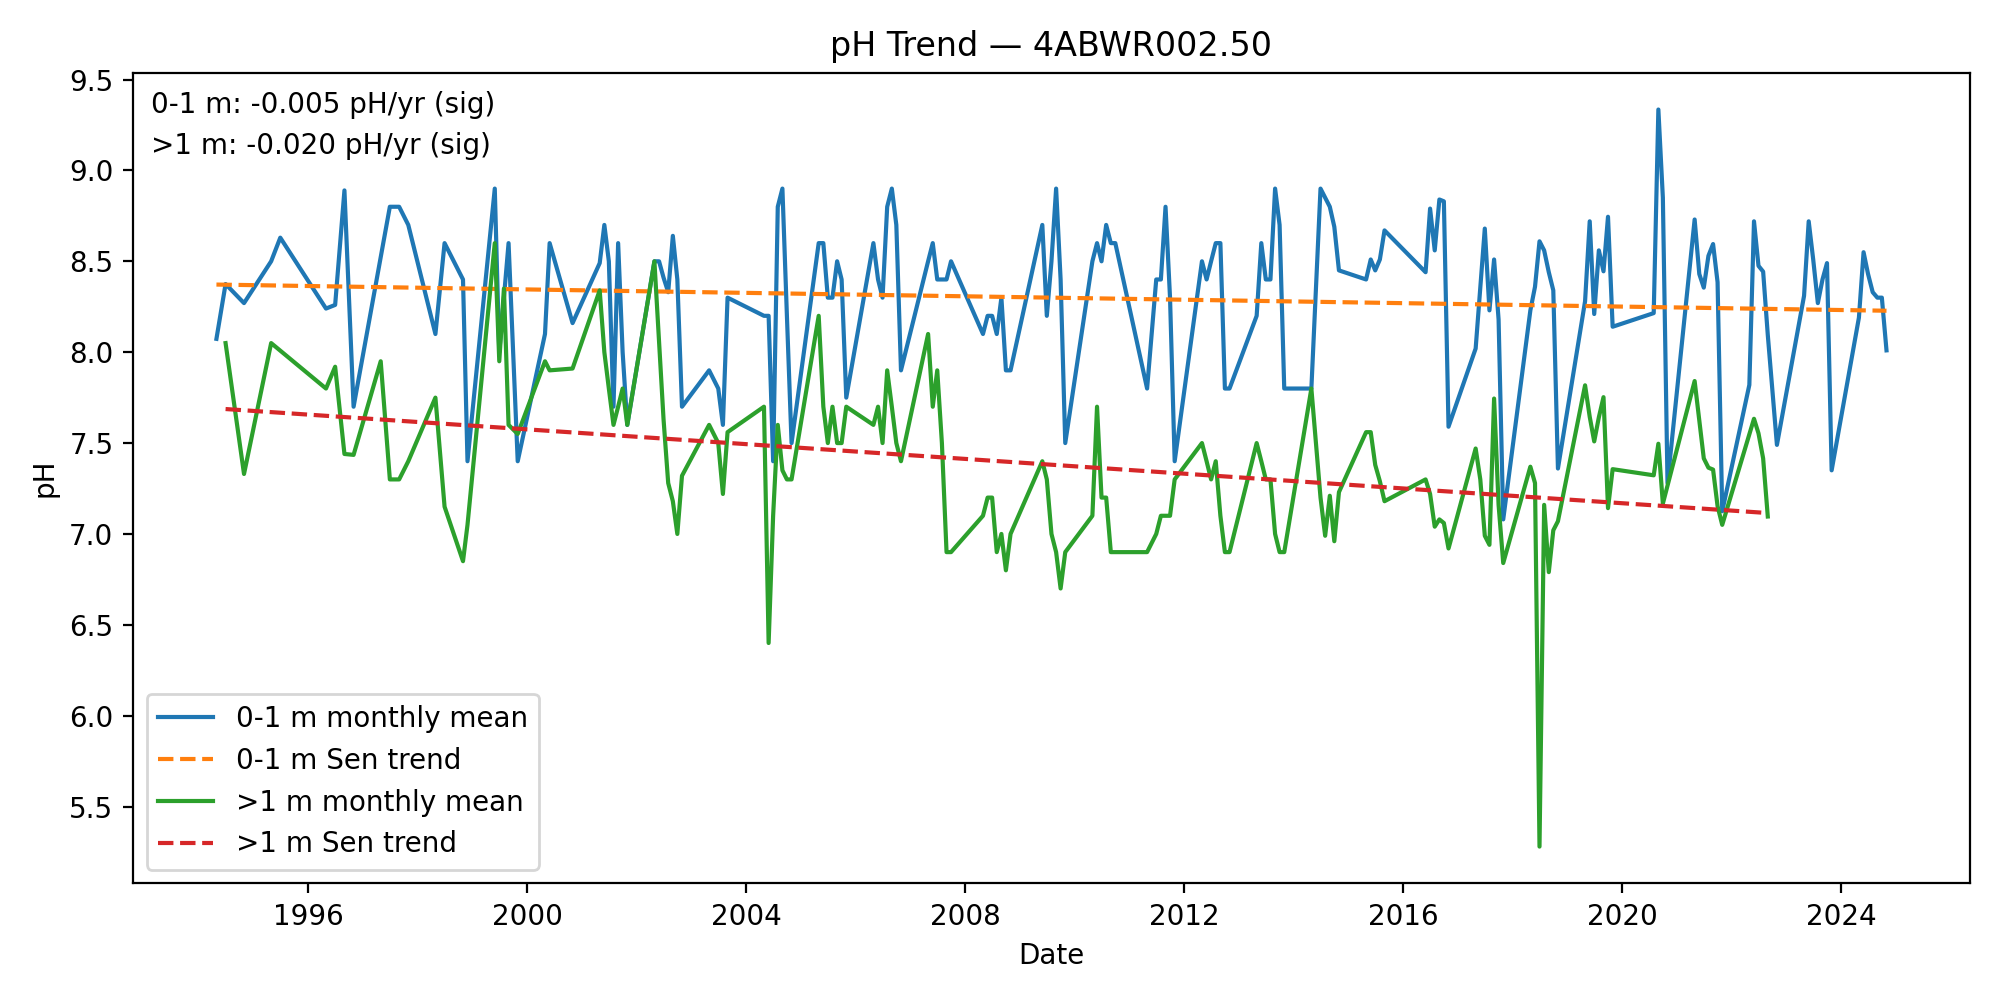 pH Trend — 4ABWR002.50
0-1 m: -0.005 pH/yr (sig)
>1 m: -0.020 pH/yr (sig)
9.5
9.0
8.5
8.0
7.5
7.0
6.5
6.0
5.5
pH
0-1 m monthly mean
0-1 m Sen trend
>1 m monthly mean
>1 m Sen trend
1996 2000 2004 2008 2012 2016 2020 2024
Date